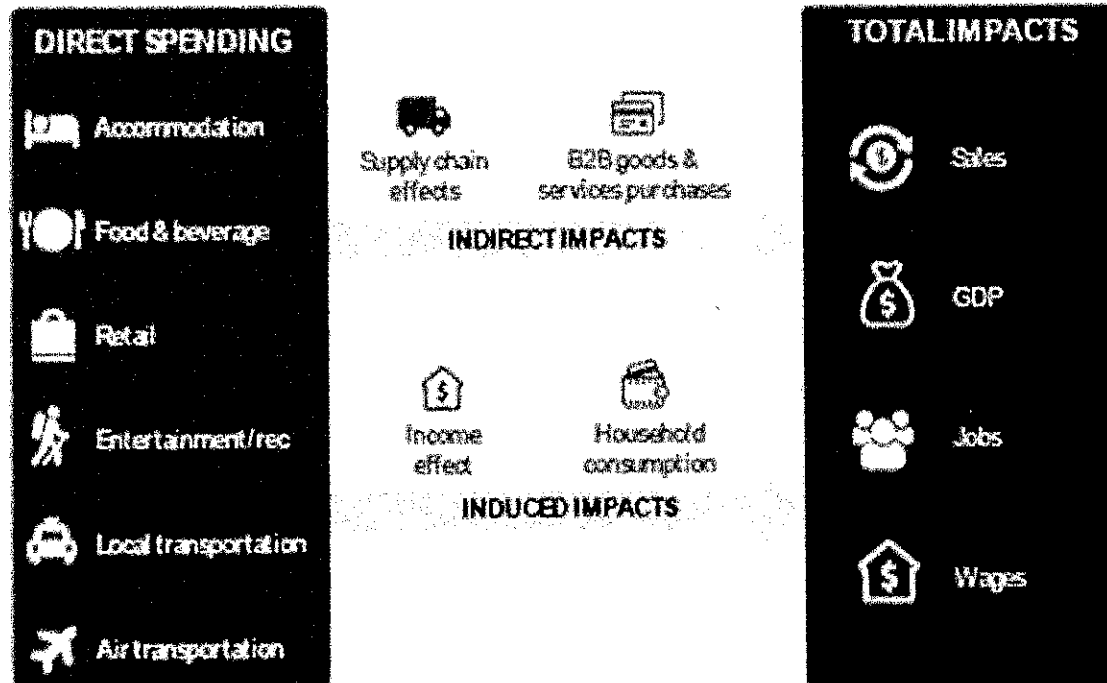 DIRECT SPENDING
Accommodation
Food & beverage
Retail
Entertainment/rec
Local transportation
Air transportation
Supply chain
effects
B2B goods &
services purchases
INDIRECT IMPACTS
Income
effect
Household
consumption
INDUCED IMPACTS
TOTAL IMPACTS
Sales
GDP
Jobs
Wages